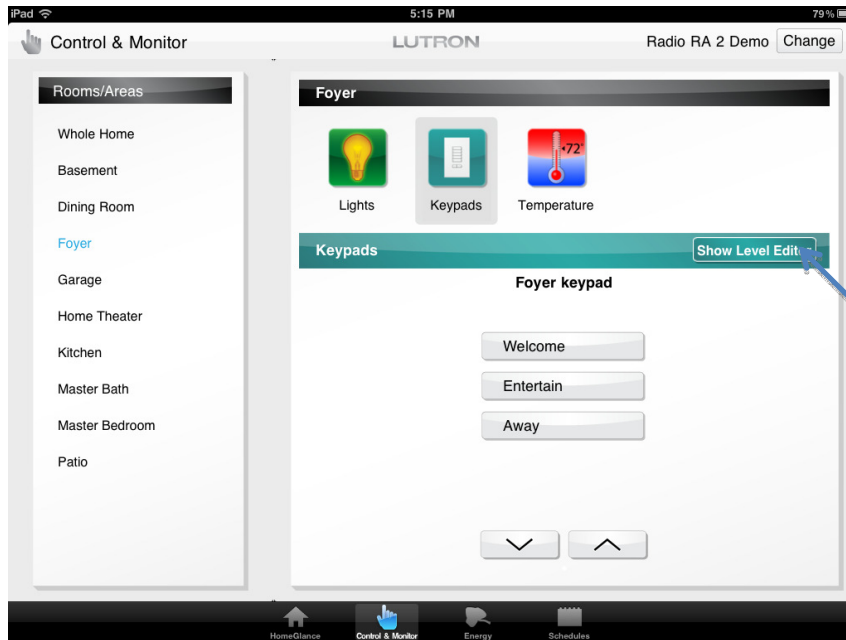 iPad 5:15 PM 79%
Control & Monitor LUTRON Radio RA 2 Demo Change
Rooms/Areas
Whole Home
Basement
Dining Room
Foyer
Garage
Home Theater
Kitchen
Master Bath
Master Bedroom
Patio
Foyer
72°
Lights Keypads Temperature
Keypads Show Level Editor
Foyer keypad
Welcome
Entertain
Away
HomeGlance Control & Monitor Energy Schedules